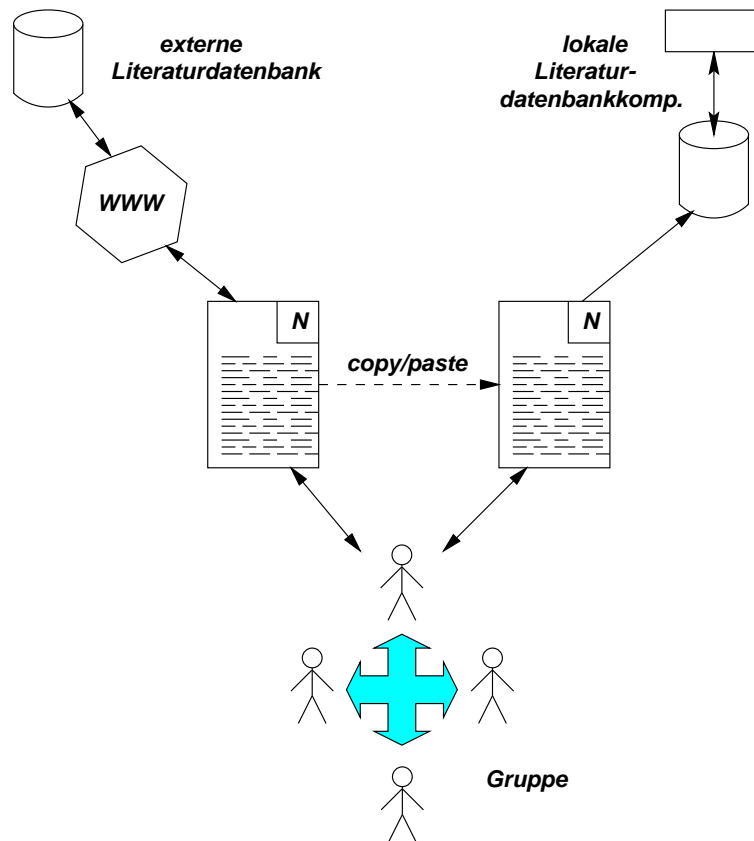 externe
Literaturdatenbank
lokale
Literatur-
datenbankkomp.
WWW
N
N
copy/paste
Gruppe